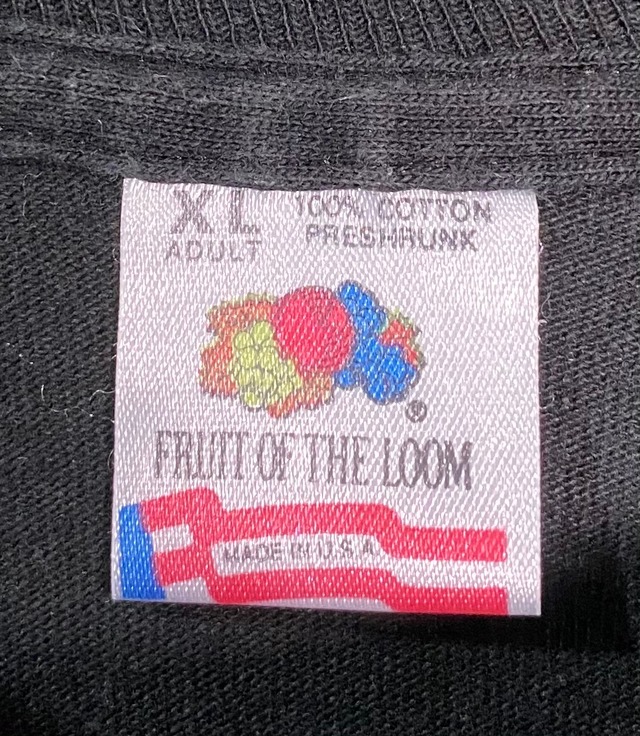 XL 100% COTTON
ADULT PRESHRUNK
®
FRUIT OF THE LOOM
MADE IN U.S.A